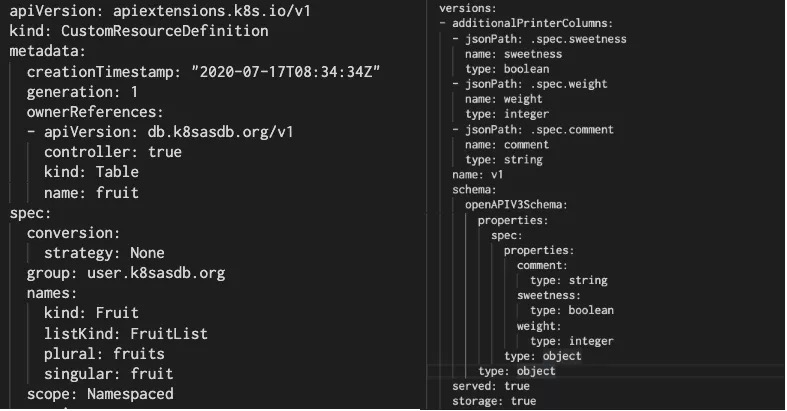 apiVersion: apiextensions.k8s.io/v1
kind: CustomResourceDefinition
metadata:
  creationTimestamp: "2020-07-17T08:34:34Z"
  generation: 1
  ownerReferences:
  - apiVersion: db.k8sasdb.org/v1
    controller: true
    kind: Table
    name: fruit
spec:
  conversion:
    strategy: None
  group: user.k8sasdb.org
  names:
    kind: Fruit
    listKind: FruitList
    plural: fruits
    singular: fruit
  scope: Namespaced
versions:
- additionalPrinterColumns:
  - jsonPath: .spec.sweetness
    name: sweetness
    type: boolean
  - jsonPath: .spec.weight
    name: weight
    type: integer
  - jsonPath: .spec.comment
    name: comment
    type: string
  name: v1
  schema:
    openAPIV3Schema:
      properties:
        spec:
          properties:
            comment:
              type: string
            sweetness:
              type: boolean
            weight:
              type: integer
          type: object
      type: object
  served: true
  storage: true